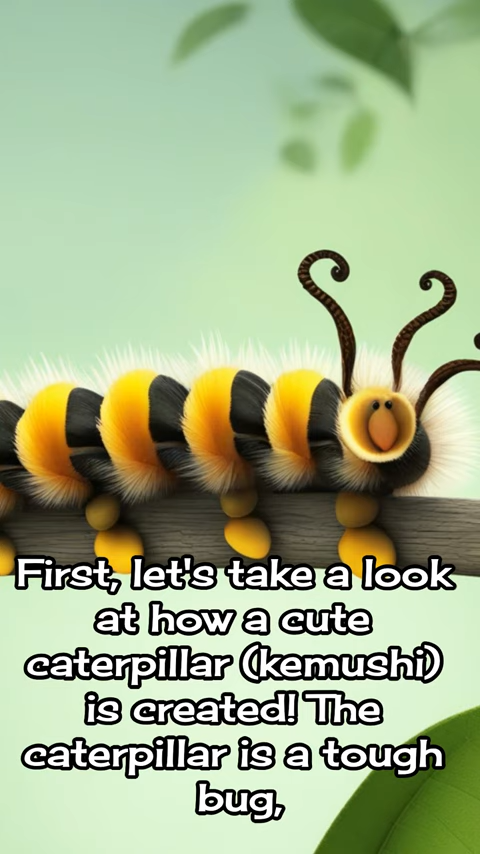 First, let's take a look
at how a cute
caterpillar (kemushi)
is created! The
caterpillar is a tough
bug,